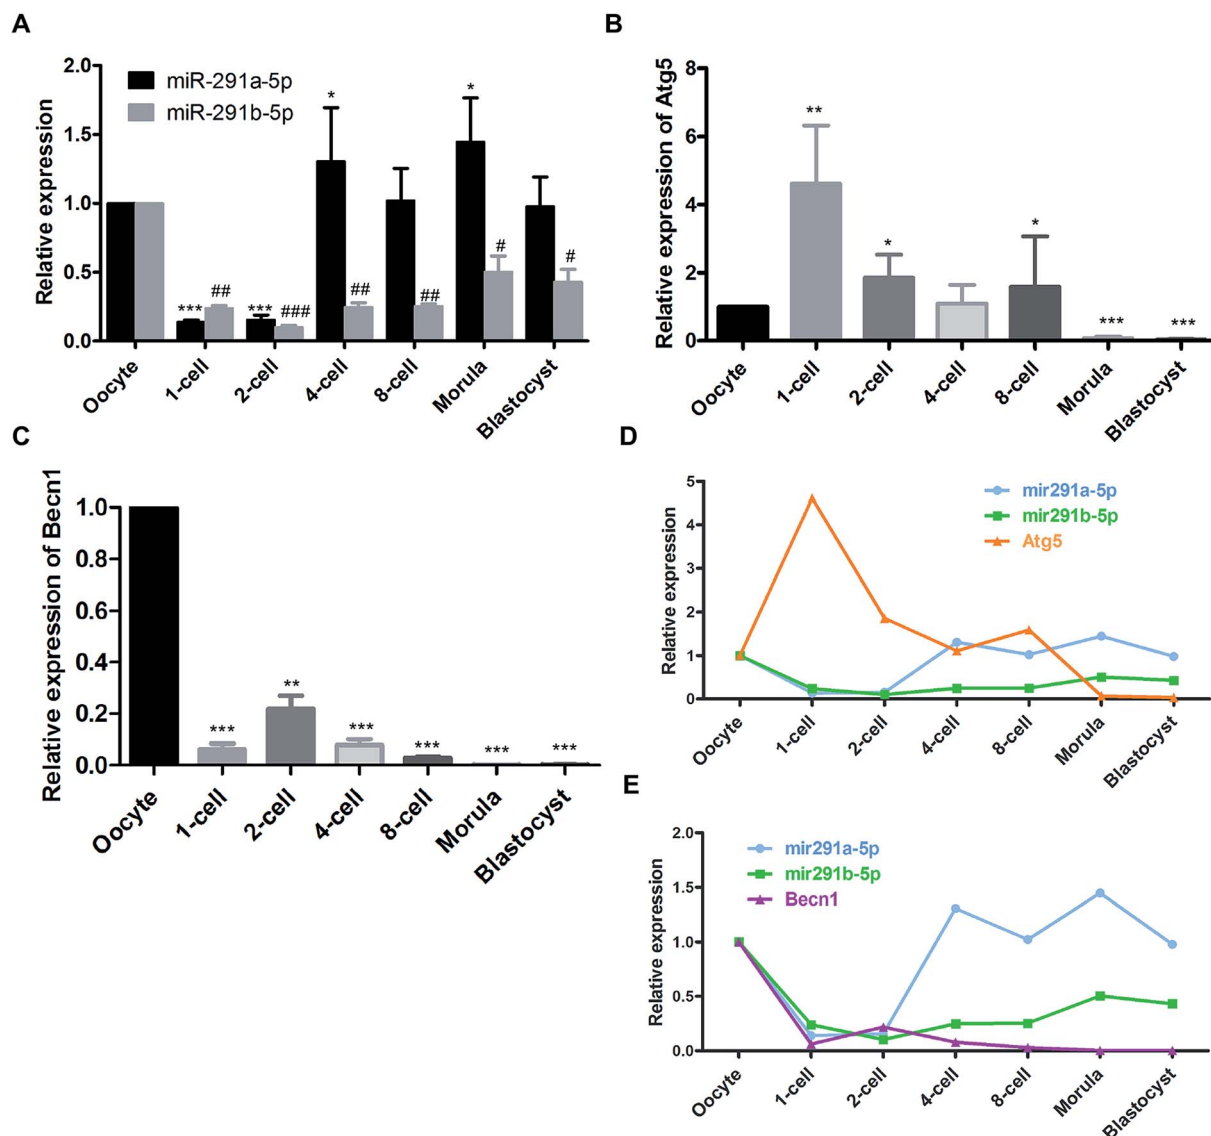 A
Relative expression
2.0
1.5
1.0
0.5
0.0
miR-291a-5p
miR-291b-5p
***
##
***
###
*
##
##
*
#
#
Oocyte
1-cell
2-cell
4-cell
8-cell
Morula
Blastocyst
B
Relative expression of Atg5
8
6
4
2
0
**
*
*
***
***
Oocyte
1-cell
2-cell
4-cell
8-cell
Morula
Blastocyst
C
Relative expression of Becn1
1.0
0.8
0.6
0.4
0.2
0.0
***
**
***
***
***
***
Oocyte
1-cell
2-cell
4-cell
8-cell
Morula
Blastocyst
D
Relative expression
5
4
3
2
1
0
mir291a-5p
mir291b-5p
Atg5
Oocyte
1-cell
2-cell
4-cell
8-cell
Morula
Blastocyst
E
Relative expression
2.0
1.5
1.0
0.5
0.0
mir291a-5p
mir291b-5p
Becn1
Oocyte
1-cell
2-cell
4-cell
8-cell
Morula
Blastocyst